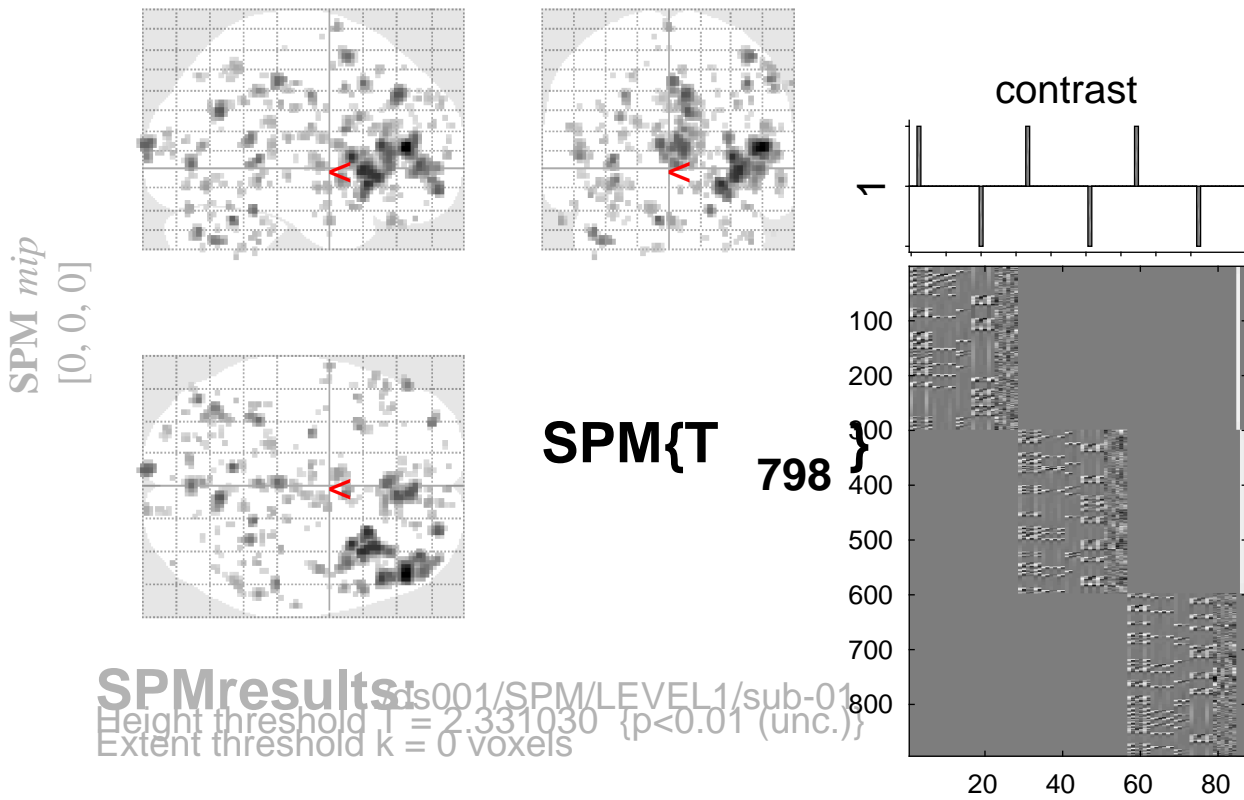 SPM mip
[0, 0, 0]
<
<
<
SPM{T798}
contrast
1
100
200
300
400
500
600
700
800
20 40 60 80
SPMresults: /ds001/SPM/LEVEL1/sub-01
Height threshold T = 2.331030 {p<0.01 (unc.)}
Extent threshold k = 0 voxels